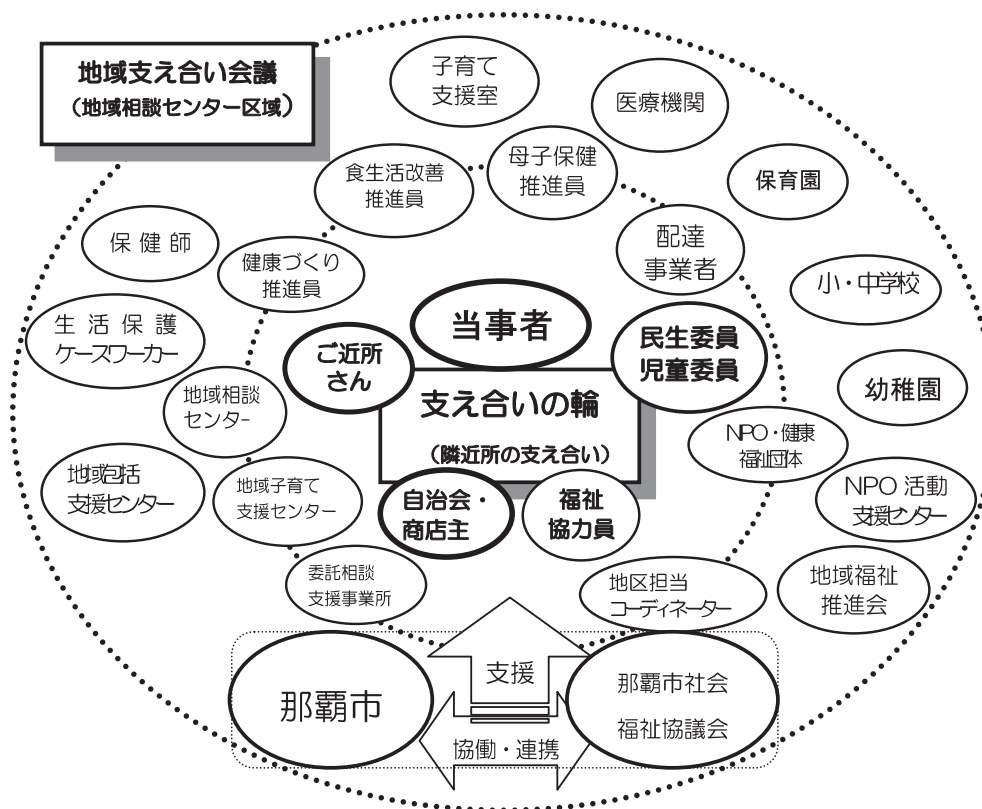 地域支え合い会議
（地域相談センター区域）
子育て
支援室
医療機関
母子保健
推進員
食生活改善
推進員
保育園
保健師
健康づくり
推進員
配達
事業者
小・中学校
生活保護
ケースワーカー
当事者
ご近所
さん
民生委員
児童委員
幼稚園
地域相談
センター
支え合いの輪
（隣近所の支え合い）
NPO・健康
福祉団体
地域包括
支援センター
地域子育て
支援センター
自治会・
商店主
福祉
協力員
NPO 活動
支援センター
委託相談
支援事業所
地区担当
コーディネーター
地域福祉
推進会
那覇市
支援
協働・連携
那覇市社会
福祉協議会